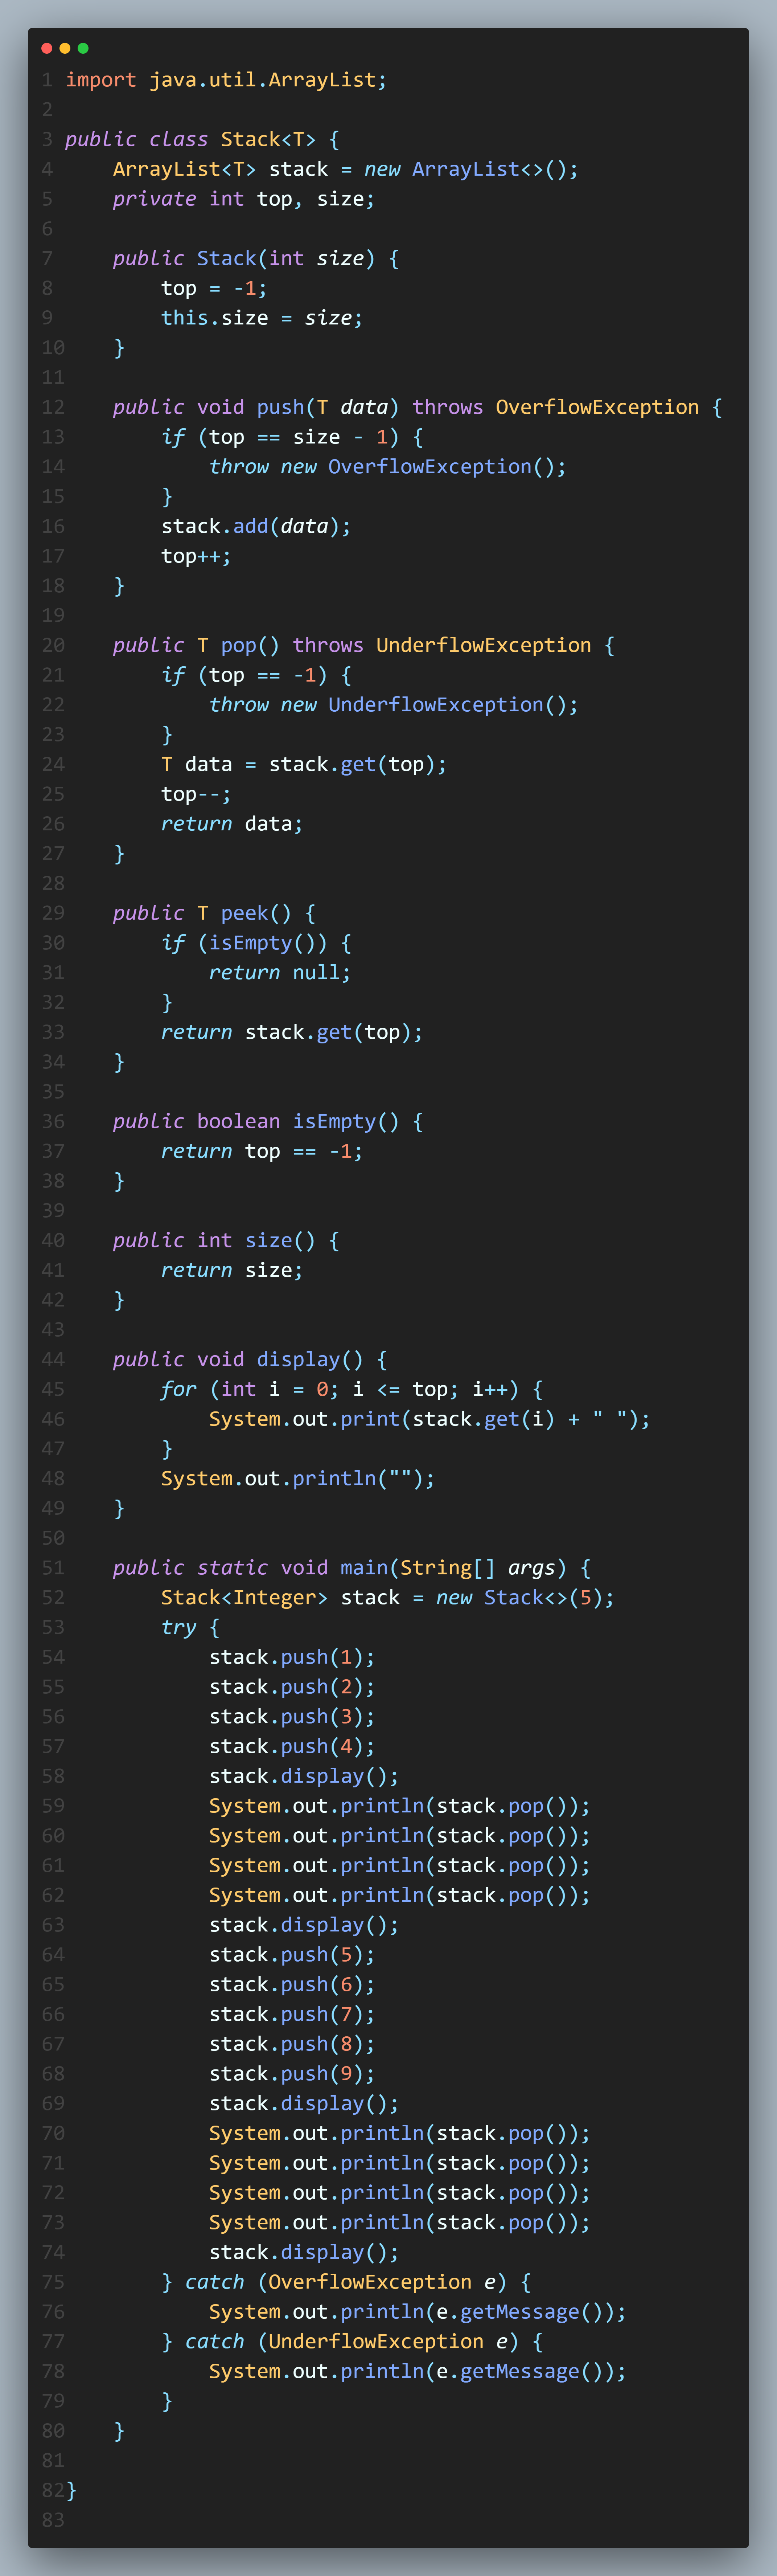 1 import java.util.ArrayList;
2
3 public class Stack<T> {
4     ArrayList<T> stack = new ArrayList<>();
5     private int top, size;
6
7     public Stack(int size) {
8         top = -1;
9         this.size = size;
10     }
11
12     public void push(T data) throws OverflowException {
13         if (top == size - 1) {
14             throw new OverflowException();
15         }
16         stack.add(data);
17         top++;
18     }
19
20     public T pop() throws UnderflowException {
21         if (top == -1) {
22             throw new UnderflowException();
23         }
24         T data = stack.get(top);
25         top--;
26         return data;
27     }
28
29     public T peek() {
30         if (isEmpty()) {
31             return null;
32         }
33         return stack.get(top);
34     }
35
36     public boolean isEmpty() {
37         return top == -1;
38     }
39
40     public int size() {
41         return size;
42     }
43
44     public void display() {
45         for (int i = 0; i <= top; i++) {
46             System.out.print(stack.get(i) + " ");
47         }
48         System.out.println("");
49     }
50
51     public static void main(String[] args) {
52         Stack<Integer> stack = new Stack<>(5);
53         try {
54             stack.push(1);
55             stack.push(2);
56             stack.push(3);
57             stack.push(4);
58             stack.display();
59             System.out.println(stack.pop());
60             System.out.println(stack.pop());
61             System.out.println(stack.pop());
62             System.out.println(stack.pop());
63             stack.display();
64             stack.push(5);
65             stack.push(6);
66             stack.push(7);
67             stack.push(8);
68             stack.push(9);
69             stack.display();
70             System.out.println(stack.pop());
71             System.out.println(stack.pop());
72             System.out.println(stack.pop());
73             System.out.println(stack.pop());
74             stack.display();
75         } catch (OverflowException e) {
76             System.out.println(e.getMessage());
77         } catch (UnderflowException e) {
78             System.out.println(e.getMessage());
79         }
80     }
81
82 }
83